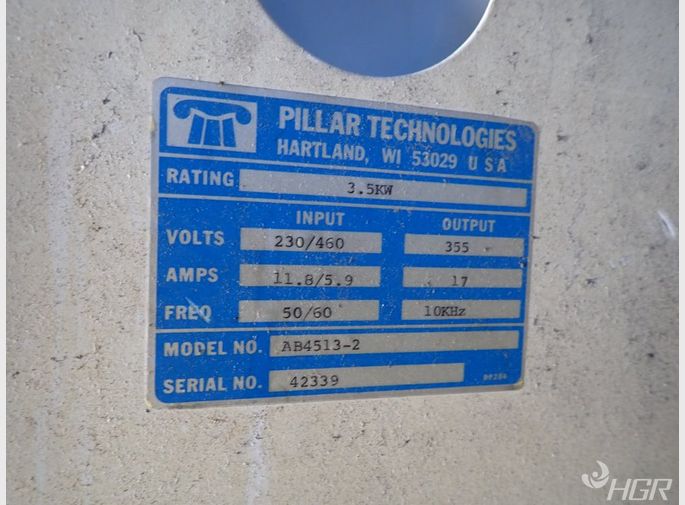 PILLAR TECHNOLOGIES
HARTLAND, WI 53029 U S A
RATING 3.5KW
INPUT OUTPUT
VOLTS 230/460 355
AMPS 11.8/5.9 17
FREQ 50/60 10KHz
MODEL NO. AB4513-2
SERIAL NO. 42339
HGR